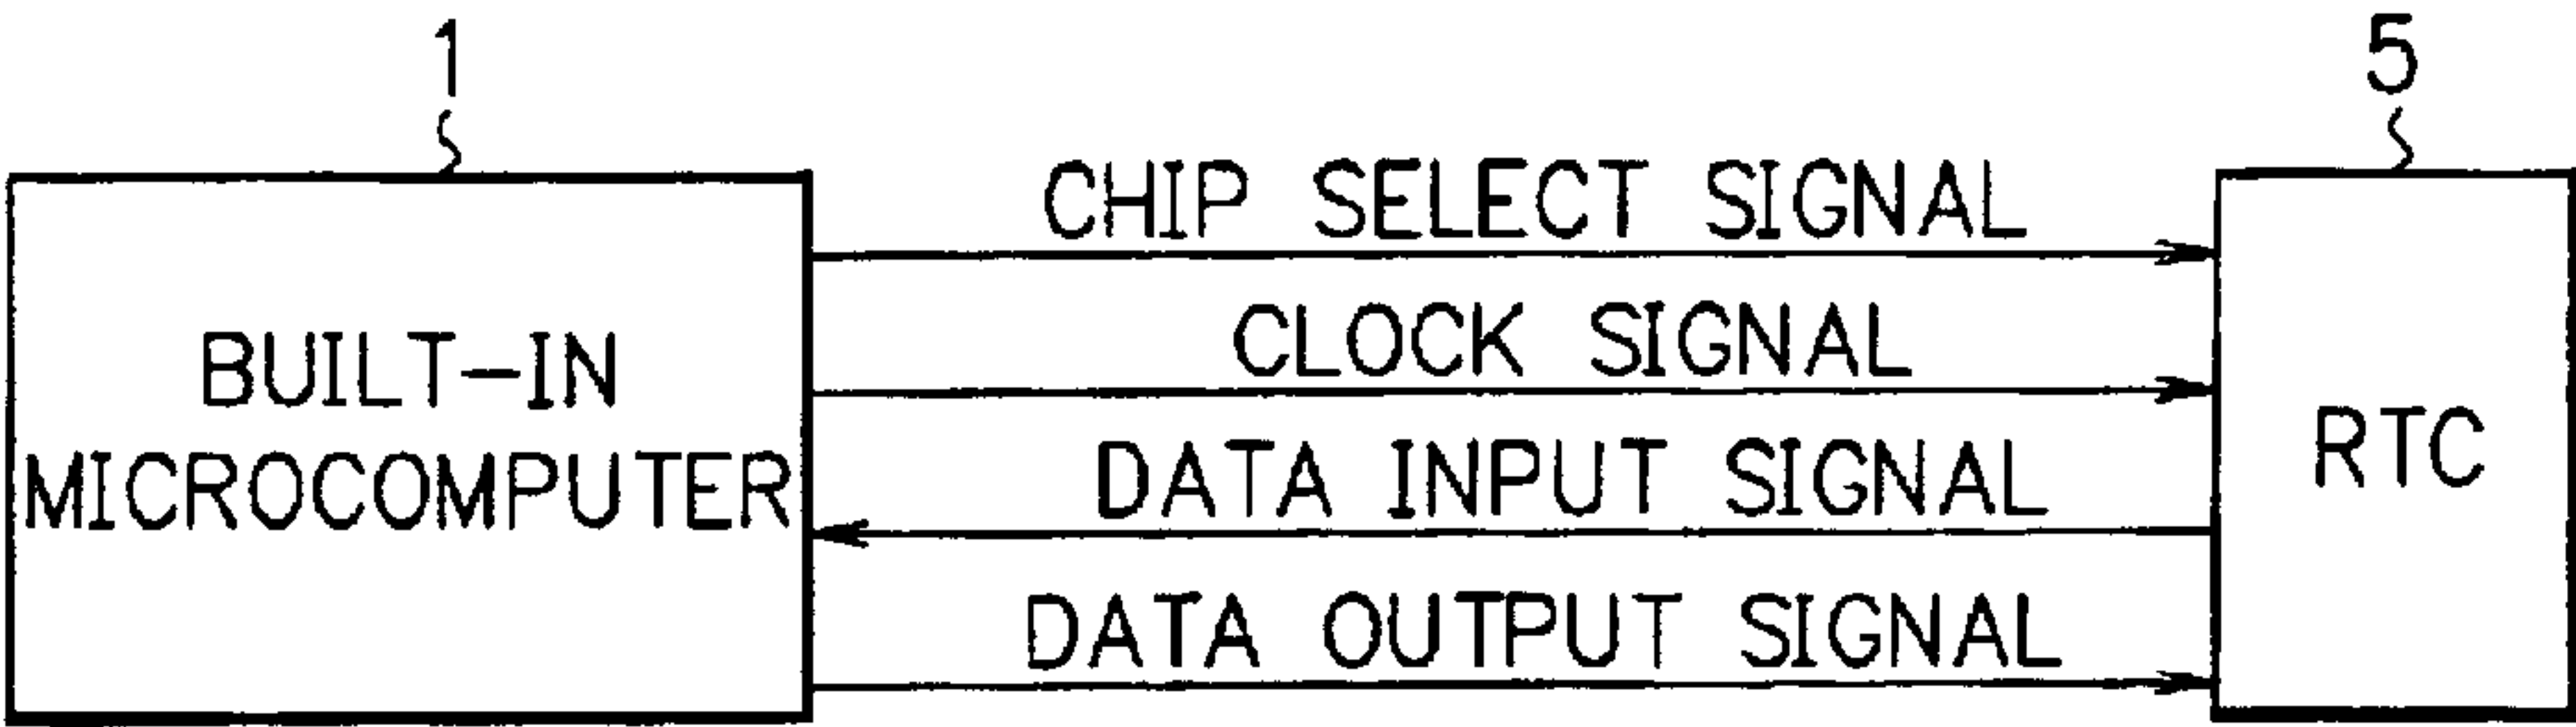 1
5
CHIP SELECT SIGNAL
CLOCK SIGNAL
BUILT-IN
MICROCOMPUTER
DATA INPUT SIGNAL
RTC
DATA OUTPUT SIGNAL